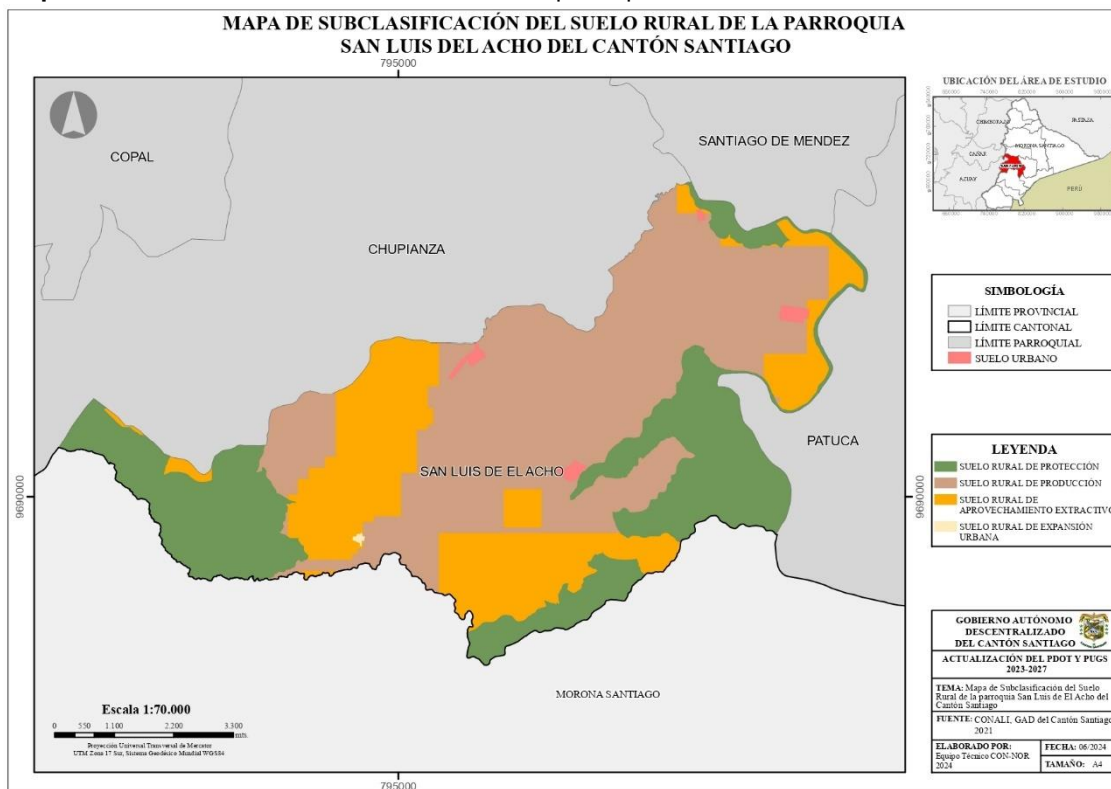 MAPA DE SUBCLASIFICACIÓN DEL SUELO RURAL DE LA PARROQUIA
SAN LUIS DEL ACHO DEL CANTÓN SANTIAGO
795000
COPAL
SANTIAGO DE MENDEZ
CHUPIANZA
PATUCA
SAN LUIS DE EL ACHO
9690000
9690000
MORONA SANTIAGO
Escala 1:70.000
0 550 1.100 2.200 3.300
mts.
Proyección Universal Transversal de Mercator
UTM Zona 17 Sur, Sistema Geodésico Mundial WGS84
795000
UBICACIÓN DEL ÁREA DE ESTUDIO
CHIMBORAZO
PASTAZA
MORONA SANTIAGO
CAÑAR
AZUAY
PERÚ
SIMBOLOGÍA
LÍMITE PROVINCIAL
LÍMITE CANTONAL
LÍMITE PARROQUIAL
SUELO URBANO
LEYENDA
SUELO RURAL DE PROTECCIÓN
SUELO RURAL DE PRODUCCIÓN
SUELO RURAL DE
APROVECHAMIENTO EXTRACTIVO
SUELO RURAL DE EXPANSIÓN
URBANA
GOBIERNO AUTÓNOMO
DESCENTRALIZADO
DEL CANTÓN SANTIAGO
ACTUALIZACIÓN DEL PDOT Y PUGS
2023-2027
TEMA: Mapa de Subclasificación del Suelo
Rural de la parroquia San Luis de El Acho del
Cantón Santiago
FUENTE: CONALI, GAD del Cantón Santiago
2021
ELABORADO POR:
Equipo Técnico CON-NOR
2024
FECHA: 06/2024
TAMAÑO: A4